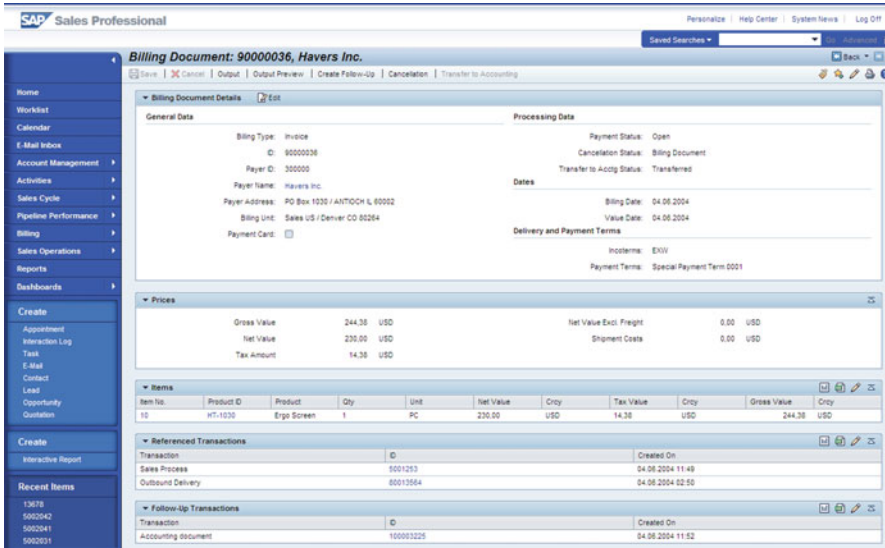 SAP Sales Professional
Personalize | Help Center | System News | Log Off
Saved Searches Go Advanced
Billing Document: 90000036, Havers Inc. Back
Save | Cancel | Output | Output Preview | Create Follow-Up | Cancellation | Transfer to Accounting
Home
Worklist
Calendar
E-Mail Inbox
Account Management
Activities
Sales Cycle
Pipeline Performance
Billing
Sales Operations
Reports
Dashboards
Create
Appointment
Interaction Log
Task
E-Mail
Contact
Lead
Opportunity
Quotation
Create
Interactive Report
Recent Items
13678
5002042
5002041
5002031
Billing Document Details Edit
General Data
Billing Type: Invoice
ID: 90000036
Payer ID: 300000
Payer Name: Havers Inc.
Payer Address: PO Box 1030 / ANTIOCH IL 60002
Billing Unit: Sales US / Denver CO 80264
Payment Card:
Processing Data
Payment Status: Open
Cancellation Status: Billing Document
Transfer to Acctg Status: Transferred
Dates
Billing Date: 04.06.2004
Value Date: 04.06.2004
Delivery and Payment Terms
Incoterms: EXW
Payment Terms: Special Payment Term 0001
Prices
Gross Value 244,38 USD
Net Value 230,00 USD
Tax Amount 14,38 USD
Net Value Excl. Freight 0,00 USD
Shipment Costs 0,00 USD
Items
Item No. Product ID Product Qty Unit Net Value Crcy Tax Value Crcy Gross Value Crcy
10 HT-1030 Ergo Screen 1 PC 230,00 USD 14,38 USD 244,38 USD
Referenced Transactions
Transaction ID Created On
Sales Process 5001253 04.06.2004 11:49
Outbound Delivery 80013564 04.06.2004 02:50
Follow-Up Transactions
Transaction ID Created On
Accounting document 100003225 04.06.2004 11:52